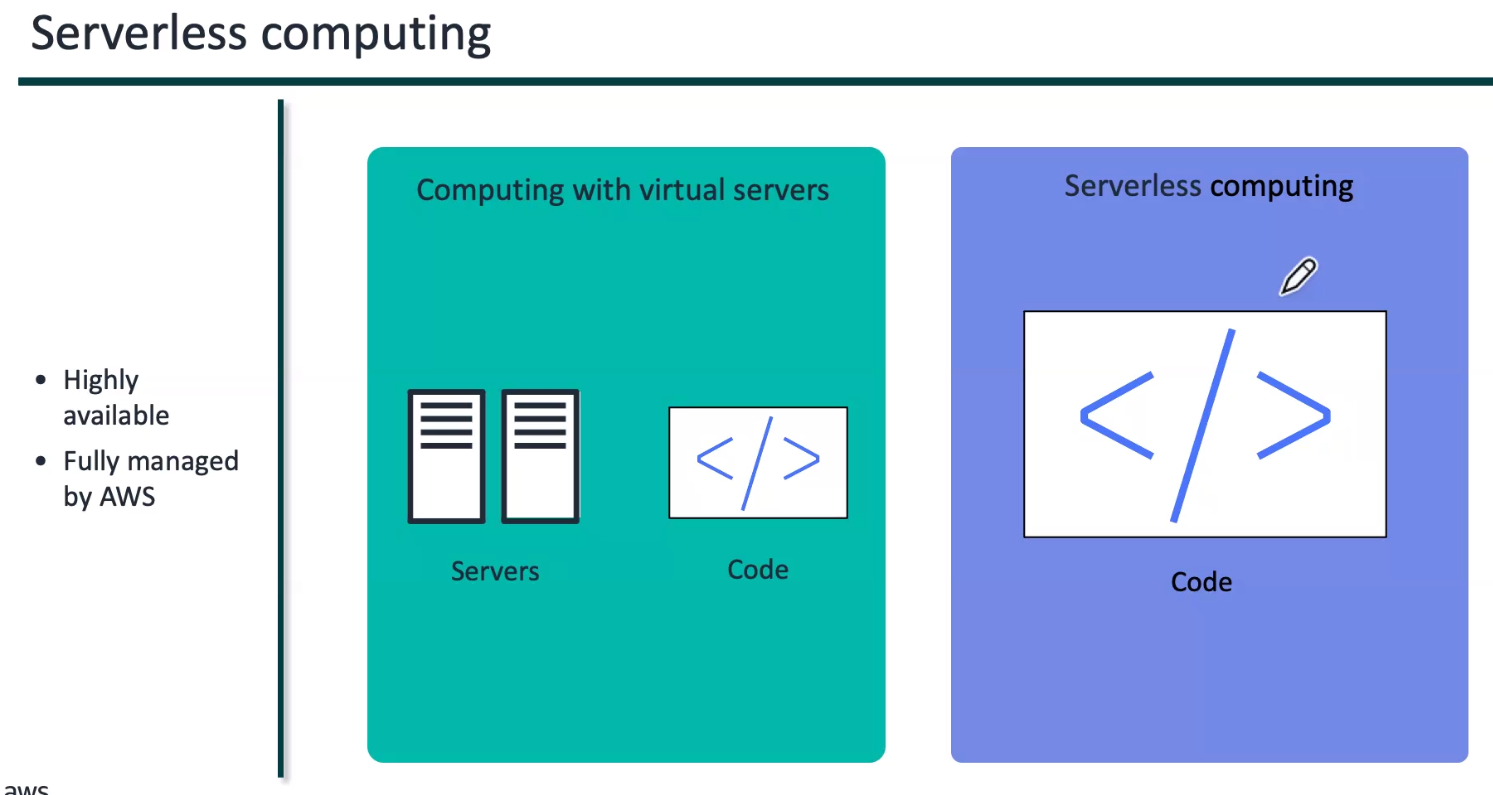 Serverless computing
• Highly
available
• Fully managed
by AWS
Computing with virtual servers
Servers
Code
Serverless computing
Code
aws